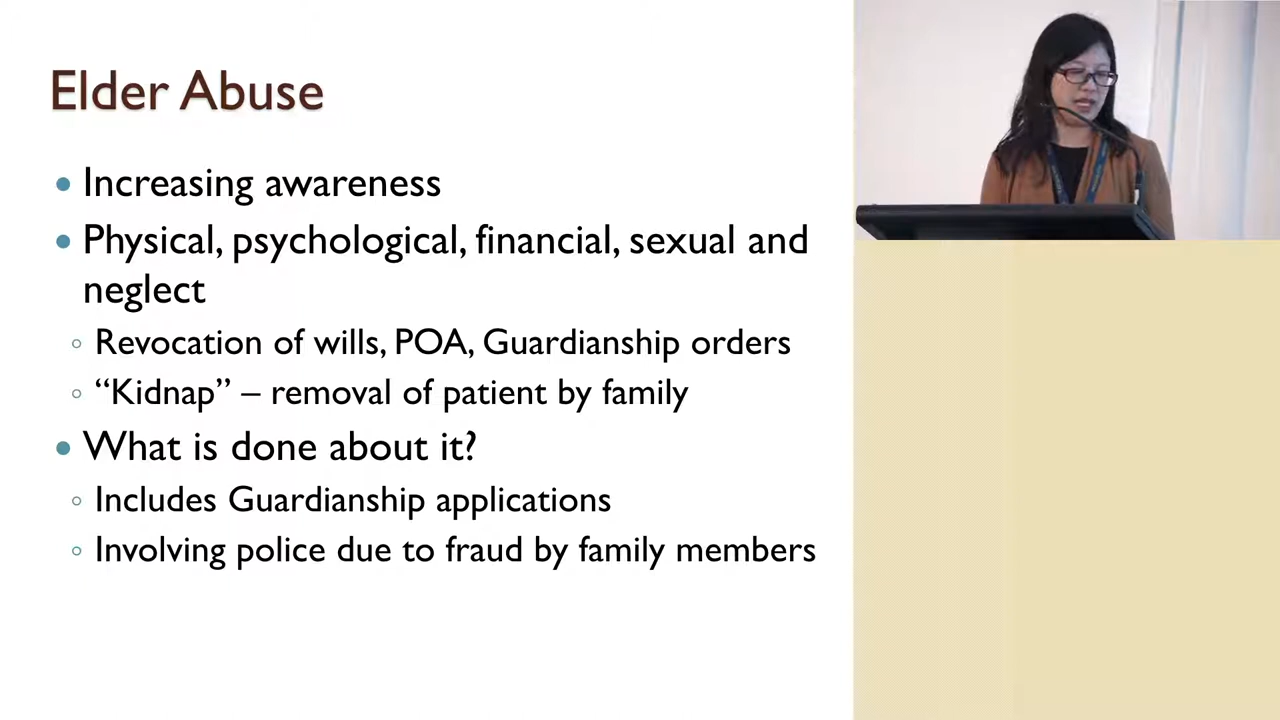 Elder Abuse
• Increasing awareness
• Physical, psychological, financial, sexual and
neglect
◦ Revocation of wills, POA, Guardianship orders
◦ “Kidnap” – removal of patient by family
• What is done about it?
◦ Includes Guardianship applications
◦ Involving police due to fraud by family members